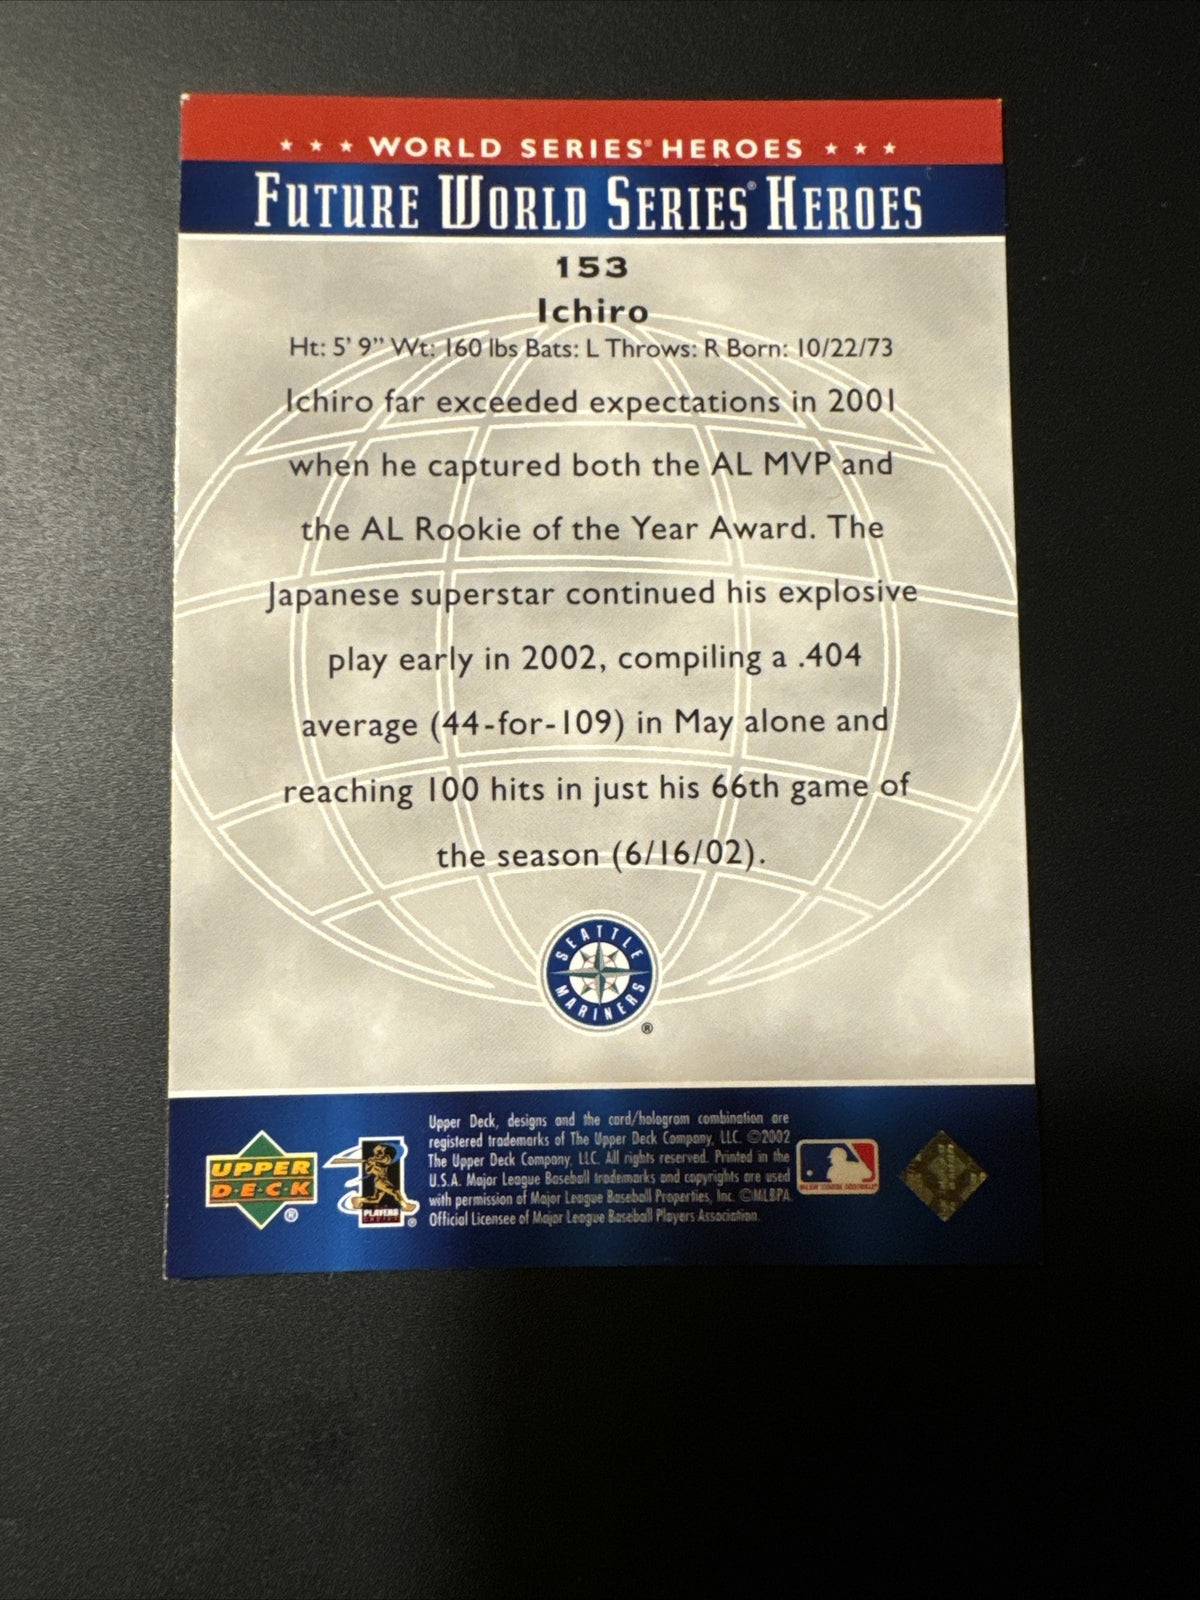 ★ ★ ★ WORLD SERIES® HEROES ★ ★ ★
FUTURE WORLD SERIES® HEROES
153
Ichiro
Ht: 5' 9" Wt: 160 lbs Bats: L Throws: R Born: 10/22/73
Ichiro far exceeded expectations in 2001
when he captured both the AL MVP and
the AL Rookie of the Year Award. The
Japanese superstar continued his explosive
play early in 2002, compiling a .404
average (44-for-109) in May alone and
reaching 100 hits in just his 66th game of
the season (6/16/02).
SEATTLE
MARINERS
®
Upper Deck, designs and the card/hologram combination are
registered trademarks of The Upper Deck Company, LLC. ©2002
The Upper Deck Company, LLC. All rights reserved. Printed in the
U.S.A. Major League Baseball trademarks and copyrights are used
with permission of Major League Baseball Properties, Inc. ©MLBPA
Official Licensee of Major League Baseball Players Association.
UPPER
D·E·C·K
®
PLAYERS
CHOICE
®
MAJOR LEAGUE BASEBALL